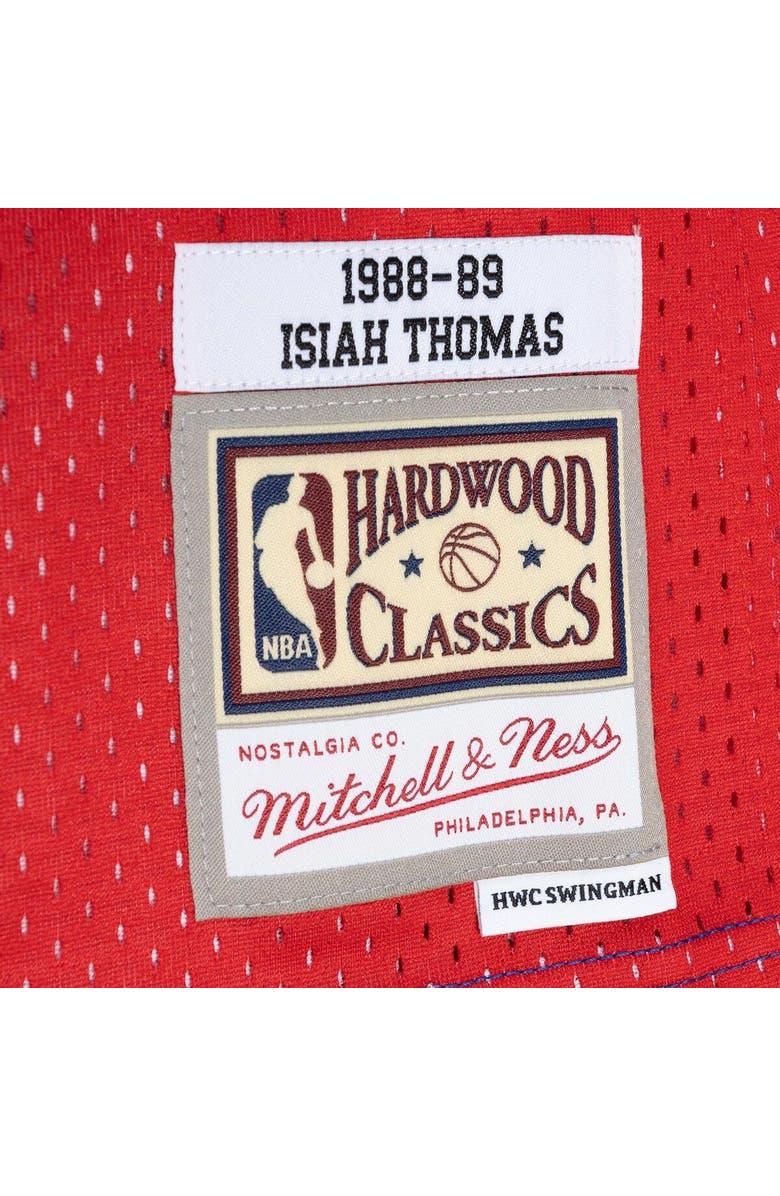 1988-89
ISIAH THOMAS
HARDWOOD
CLASSICS
NBA
NOSTALGIA CO.
Mitchell & Ness
PHILADELPHIA, PA.
HWC SWINGMAN